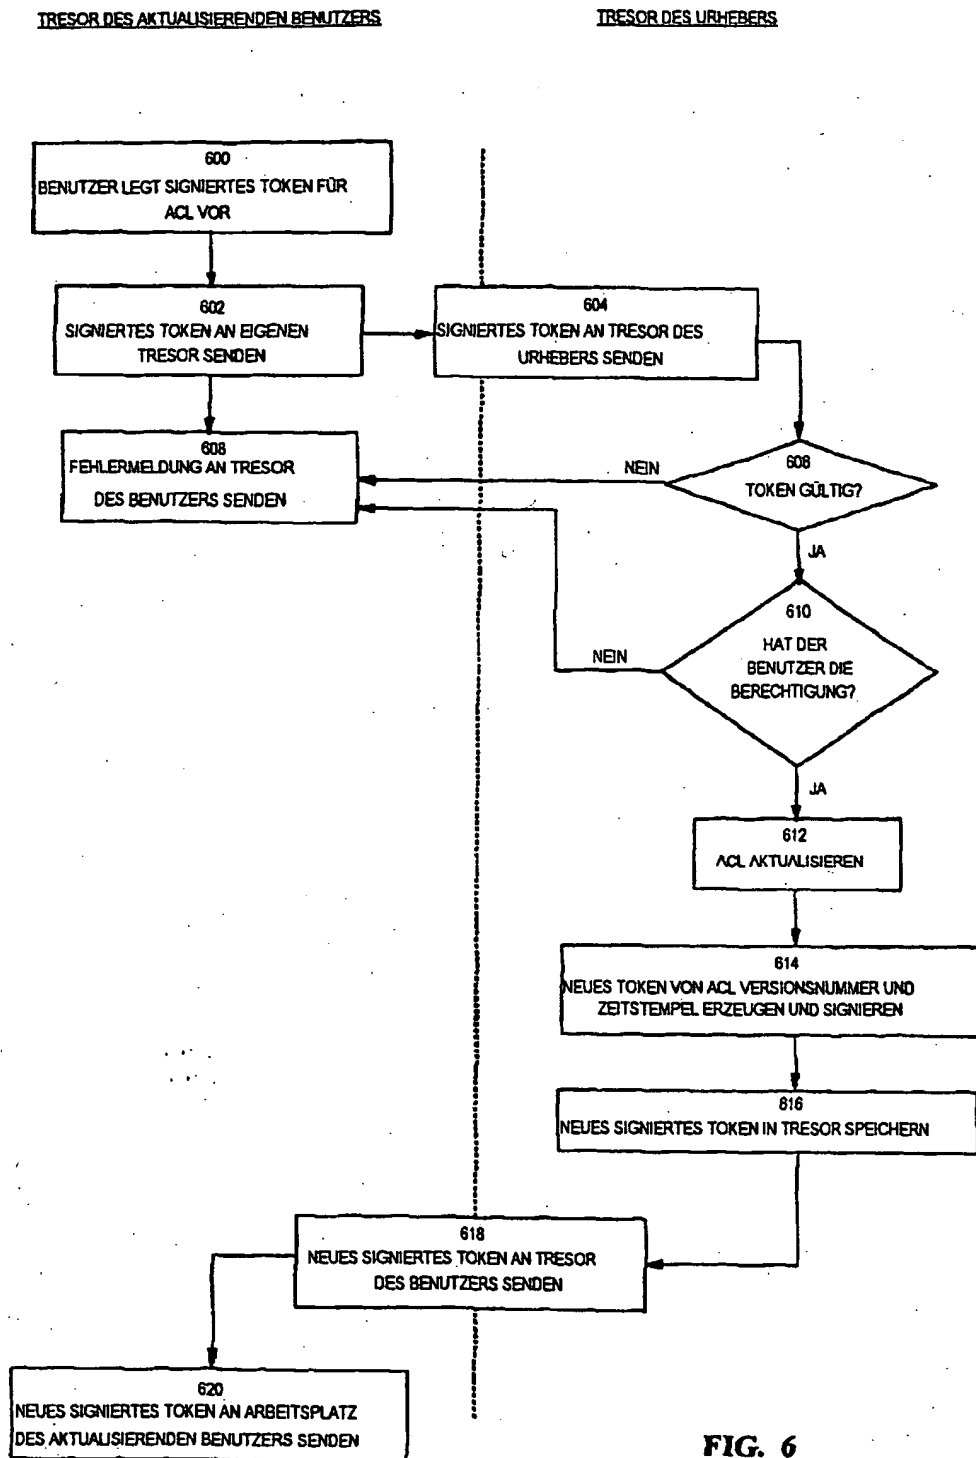 TRESOR DES AKTUALISIERENDEN BENUTZERS
TRESOR DES URHEBERS
600
BENUTZER LEGT SIGNIERTES TOKEN FÜR
ACL VOR
602
SIGNIERTES TOKEN AN EIGENEN
TRESOR SENDEN
604
SIGNIERTES TOKEN AN TRESOR DES
URHEBERS SENDEN
608
FEHLERMELDUNG AN TRESOR
DES BENUTZERS SENDEN
NEIN
608
TOKEN GÜLTIG?
JA
610
HAT DER
BENUTZER DIE
BERECHTIGUNG?
NEIN
JA
612
ACL AKTUALISIEREN
614
NEUES TOKEN VON ACL VERSIONSNUMMER UND
ZEITSTEMPEL ERZEUGEN UND SIGNIEREN
616
NEUES SIGNIERTES TOKEN IN TRESOR SPEICHERN
618
NEUES SIGNIERTES TOKEN AN TRESOR
DES BENUTZERS SENDEN
620
NEUES SIGNIERTES TOKEN AN ARBEITSPLATZ
DES AKTUALISIERENDEN BENUTZERS SENDEN
FIG. 6